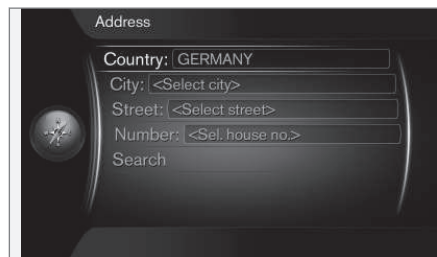 Address
Country: GERMANY
City: <Select city>
Street: <Select street>
Number: <Sel. house no.>
Search